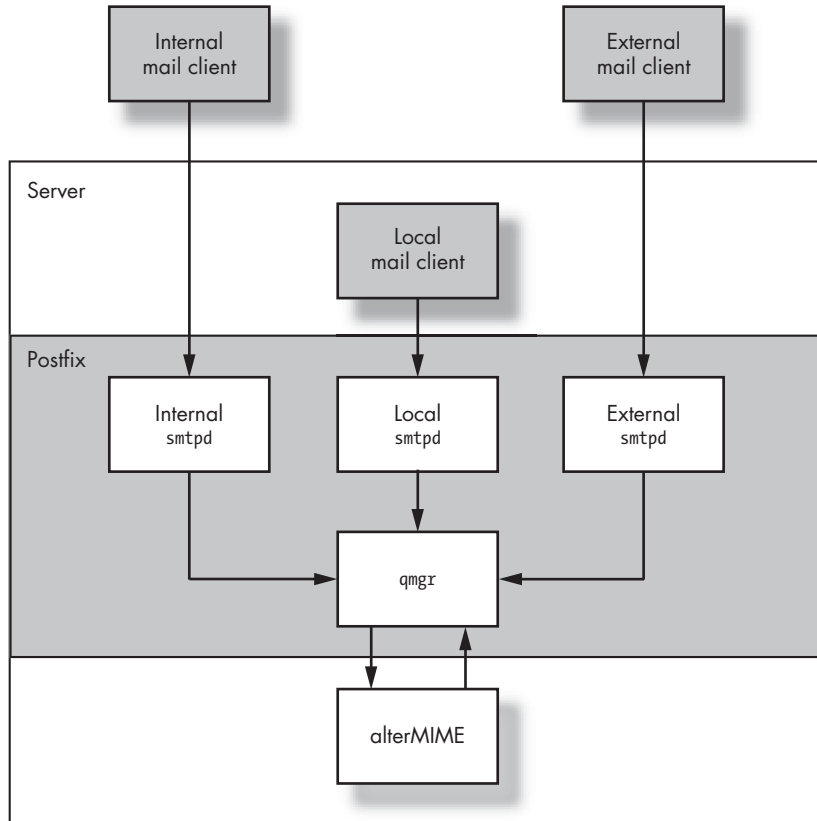 Internal
mail client
External
mail client
Server
Local
mail client
Postfix
Internal
smtpd
Local
smtpd
External
smtpd
qmgr
alterMIME